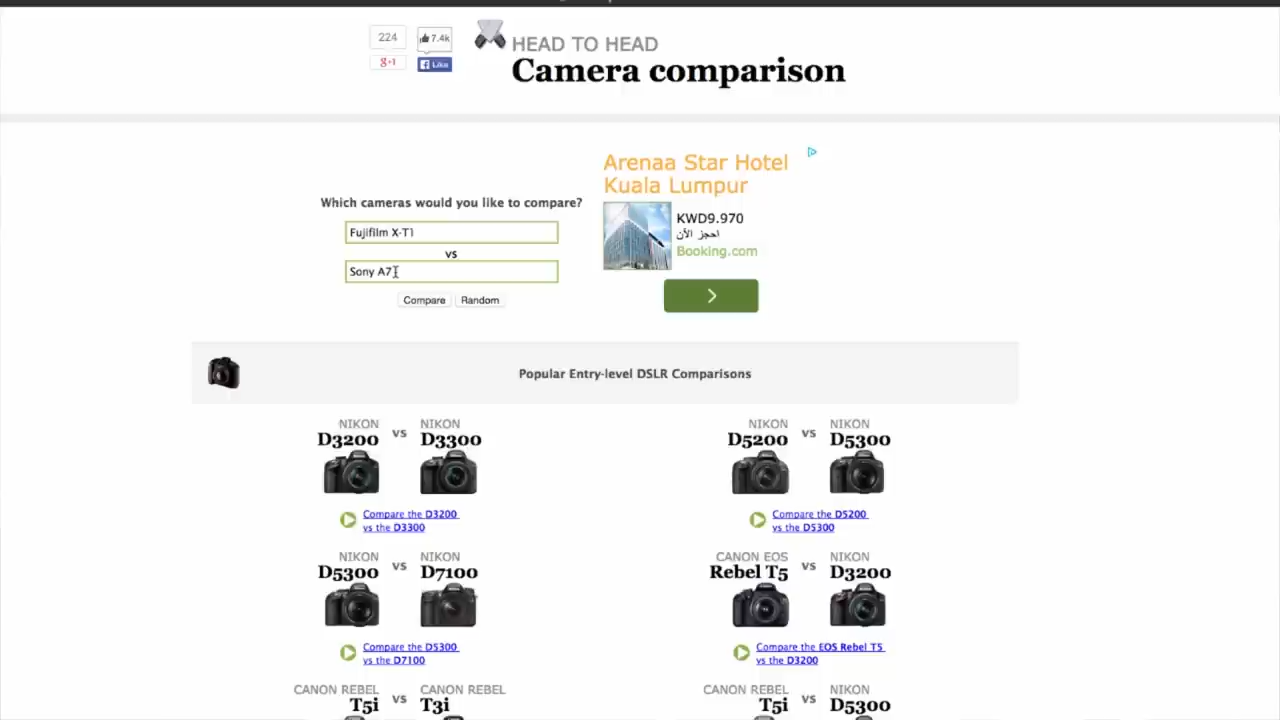 224
7.4k
g+1
Like
HEAD TO HEAD
Camera comparison
Arenaa Star Hotel
Kuala Lumpur
KWD9.970
احجز الآن
Booking.com
Which cameras would you like to compare?
Fujifilm X-T1
vs
Sony A7
Compare Random
Popular Entry-level DSLR Comparisons
NIKON
D3200
vs
NIKON
D3300
Compare the D3200
vs the D3300
NIKON
D5200
vs
NIKON
D5300
Compare the D5200
vs the D5300
NIKON
D5300
vs
NIKON
D7100
Compare the D5300
vs the D7100
CANON EOS
Rebel T5
vs
NIKON
D3200
Compare the EOS Rebel T5
vs the D3200
CANON REBEL
T5i
vs
CANON REBEL
T3i
CANON REBEL
T5i
vs
NIKON
D5300